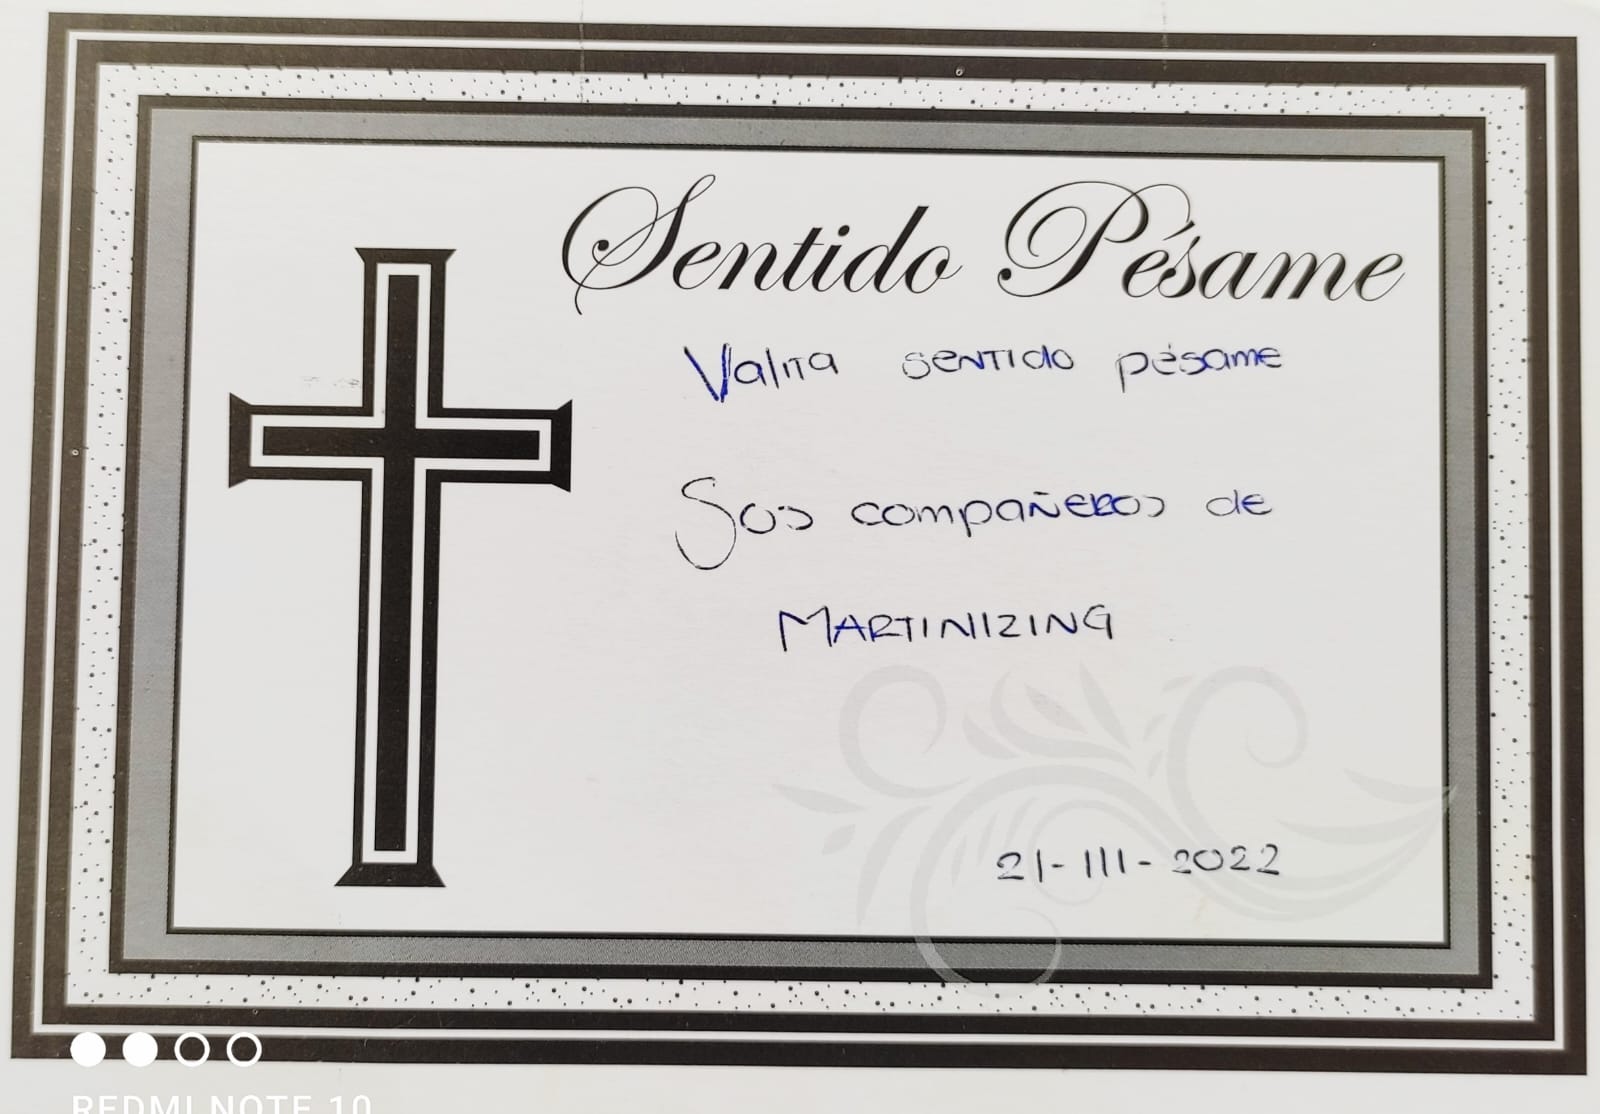 Sentido Pésame
Valita sentido pésame
Sus compañeros de
MARTINIZING
21-III-2022
REDMI NOTE 10